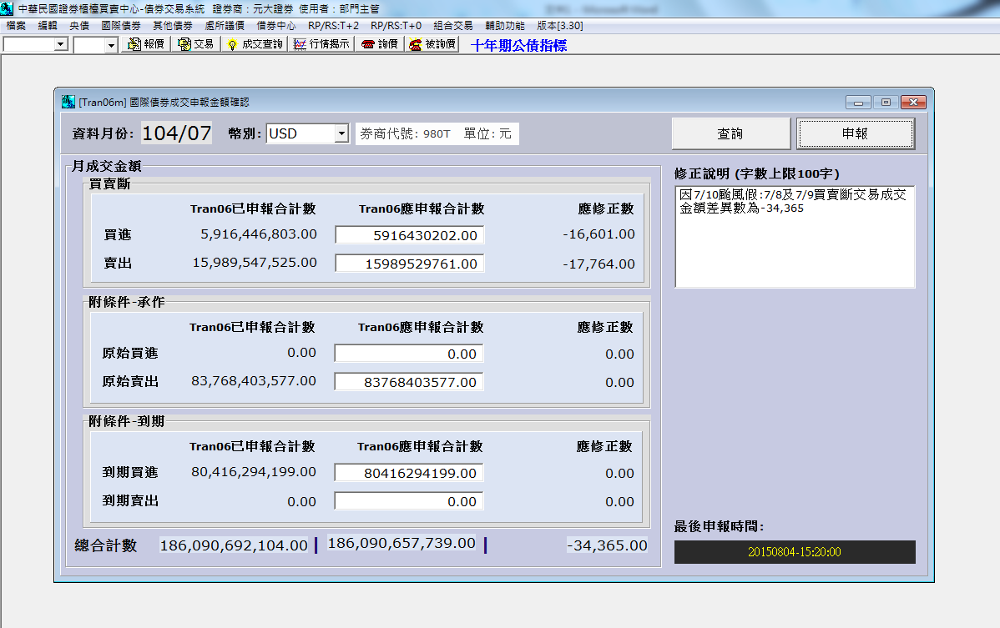 中華民國證券櫃檯買賣中心-債券交易系統 證券商：元大證券 使用者：部門主管
檔案 編輯 央債 國際債券 其他債券 處所議價 借券中心 RP/RS:T+2 RP/RS:T+0 組合交易 輔助功能 版本[3.30]
報價 交易 成交查詢 行情揭示 詢價 被詢價 十年期公債指標
[Tran06m] 國際債券成交申報金額確認
資料月份: 104/07 幣別: USD 券商代號: 980T 單位: 元 查詢 申報
月成交金額
買賣斷
Tran06已申報合計數 Tran06應申報合計數 應修正數
買進 5,916,446,803.00 5916430202.00 -16,601.00
賣出 15,989,547,525.00 15989529761.00 -17,764.00
附條件-承作
Tran06已申報合計數 Tran06應申報合計數 應修正數
原始買進 0.00 0.00 0.00
原始賣出 83,768,403,577.00 83768403577.00 0.00
附條件-到期
Tran06已申報合計數 Tran06應申報合計數 應修正數
到期買進 80,416,294,199.00 80416294199.00 0.00
到期賣出 0.00 0.00 0.00
總合計數 186,090,692,104.00 186,090,657,739.00 -34,365.00
修正說明 (字數上限100字)
因7/10颱風假:7/8及7/9買賣斷交易成交
金額差異數為-34,365
最後申報時間:
20150804-15:20:00